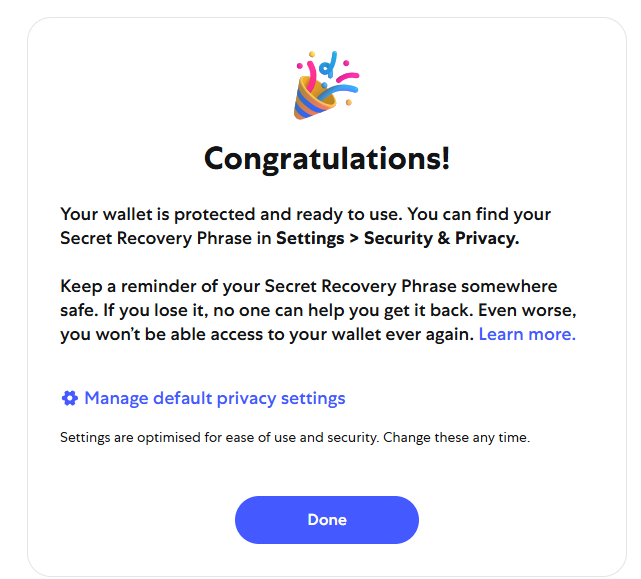 Congratulations!
Your wallet is protected and ready to use. You can find your
Secret Recovery Phrase in Settings > Security & Privacy.
Keep a reminder of your Secret Recovery Phrase somewhere
safe. If you lose it, no one can help you get it back. Even worse,
you won’t be able access to your wallet ever again. Learn more.
Manage default privacy settings
Settings are optimised for ease of use and security. Change these any time.
Done